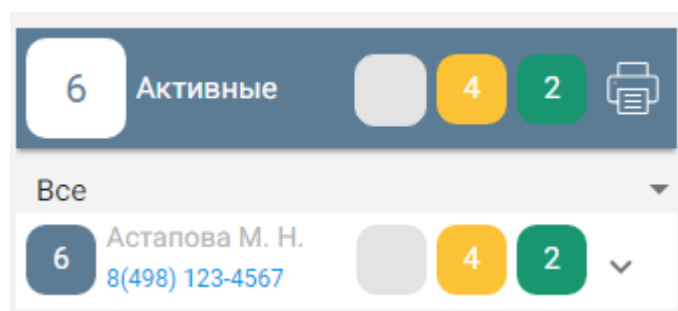 6 Активные 4 2
Все
6 Астапова М. Н. 4 2
8(498) 123-4567